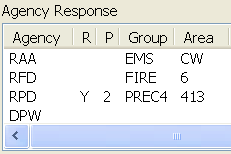 Agency Response
Agency R P Group Area
RAA EMS CW
RFD FIRE 6
RPD Y 2 PREC4 413
DPW